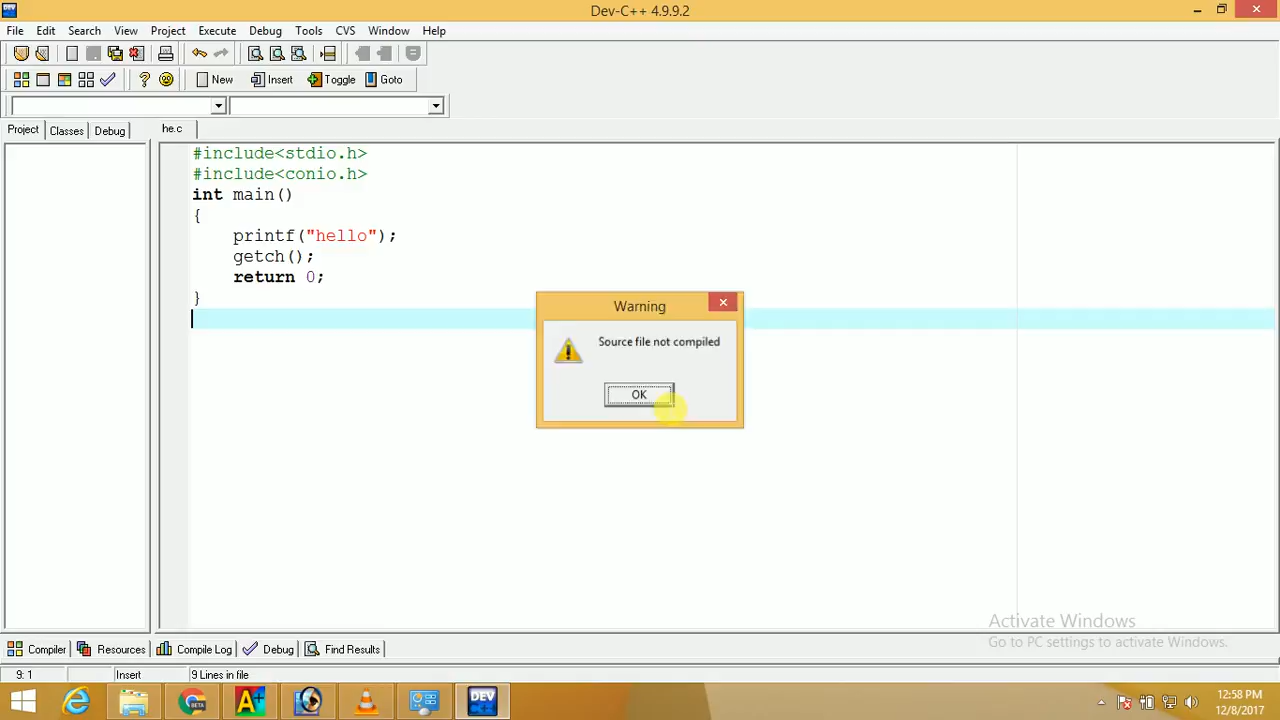 Dev-C++ 4.9.9.2
File Edit Search View Project Execute Debug Tools CVS Window Help
New Insert Toggle Goto
Project Classes Debug he.c
#include<stdio.h>
#include<conio.h>
int main()
{
printf("hello");
getch();
return 0;
}
Warning
Source file not compiled
OK
Activate Windows
Go to PC settings to activate Windows.
Compiler Resources Compile Log Debug Find Results
9: 1 Insert 9 Lines in file
BETA
A+
DEV
C++
12:58 PM
12/8/2017